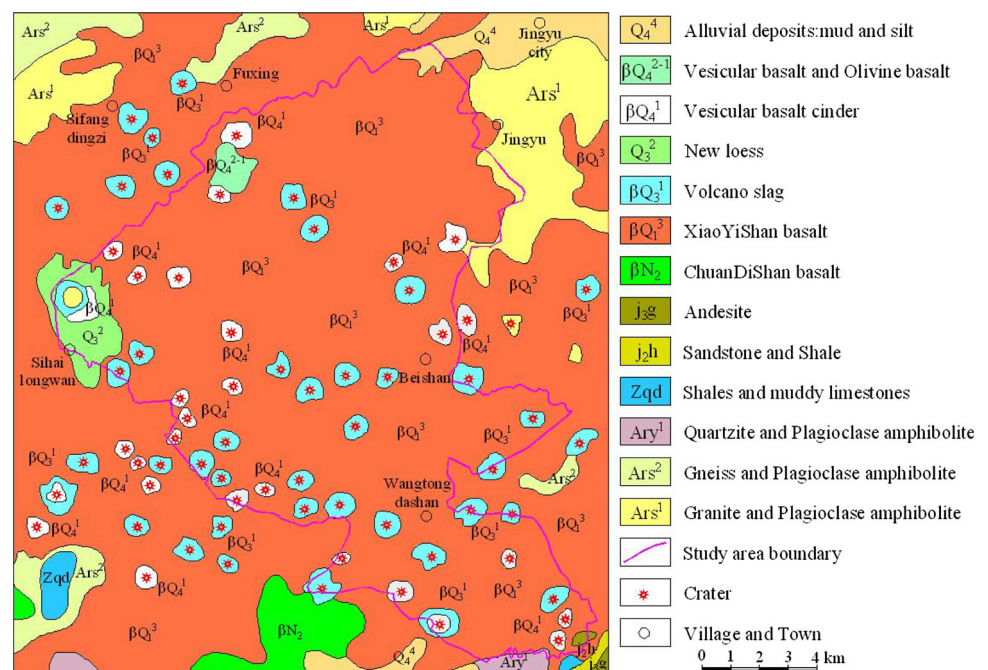 Ars²
Ars¹
Q₄⁴
Jingyu
city
βQ₁³
Fuxing
Ars¹
βQ₃¹
Ars¹
Sifang
dingzi
βQ₄¹
βQ₁³
Jingyu
βQ₃¹
βQ₄²⁻¹
βQ₁³
βQ₃¹
βQ₄¹
βQ₄¹
βQ₁³
βQ₁³
βQ₄¹
βQ₃¹
βQ₁³
Q₃²
βQ₄¹
βQ₄¹
Sihai
longwan
Beishan
βQ₄¹
βQ₁³
βQ₃¹
βQ₃¹
βQ₄¹
βQ₄¹
Wangtong
dashan
Ars²
βQ₄¹
βQ₃¹
βQ₁³
βQ₃¹
Zqd
Ars²
βQ₄¹
βQ₁³
βQ₁³
βN₂
βQ₁³
βQ₄¹
Q₄⁴
Ary¹
j₂h
j₃g
Q₄⁴ Alluvial deposits:mud and silt
βQ₄²⁻¹ Vesicular basalt and Olivine basalt
βQ₄¹ Vesicular basalt cinder
Q₃² New loess
βQ₃¹ Volcano slag
βQ₁³ XiaoYiShan basalt
βN₂ ChuanDiShan basalt
j₃g Andesite
j₂h Sandstone and Shale
Zqd Shales and muddy limestones
Ary¹ Quartzite and Plagioclase amphibolite
Ars² Gneiss and Plagioclase amphibolite
Ars¹ Granite and Plagioclase amphibolite
Study area boundary
Crater
Village and Town
0 1 2 3 4 km